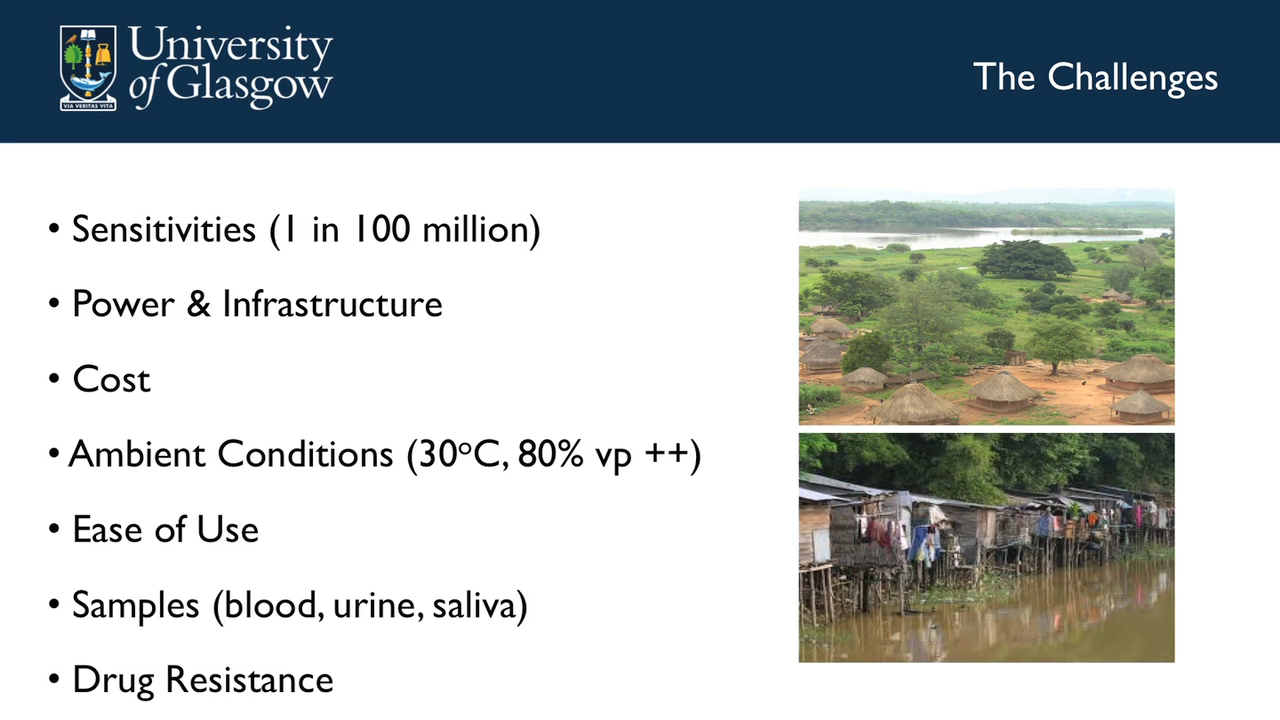 University
of Glasgow
VIA VERITAS VITA
The Challenges
• Sensitivities (1 in 100 million)
• Power & Infrastructure
• Cost
• Ambient Conditions (30°C, 80% vp ++)
• Ease of Use
• Samples (blood, urine, saliva)
• Drug Resistance